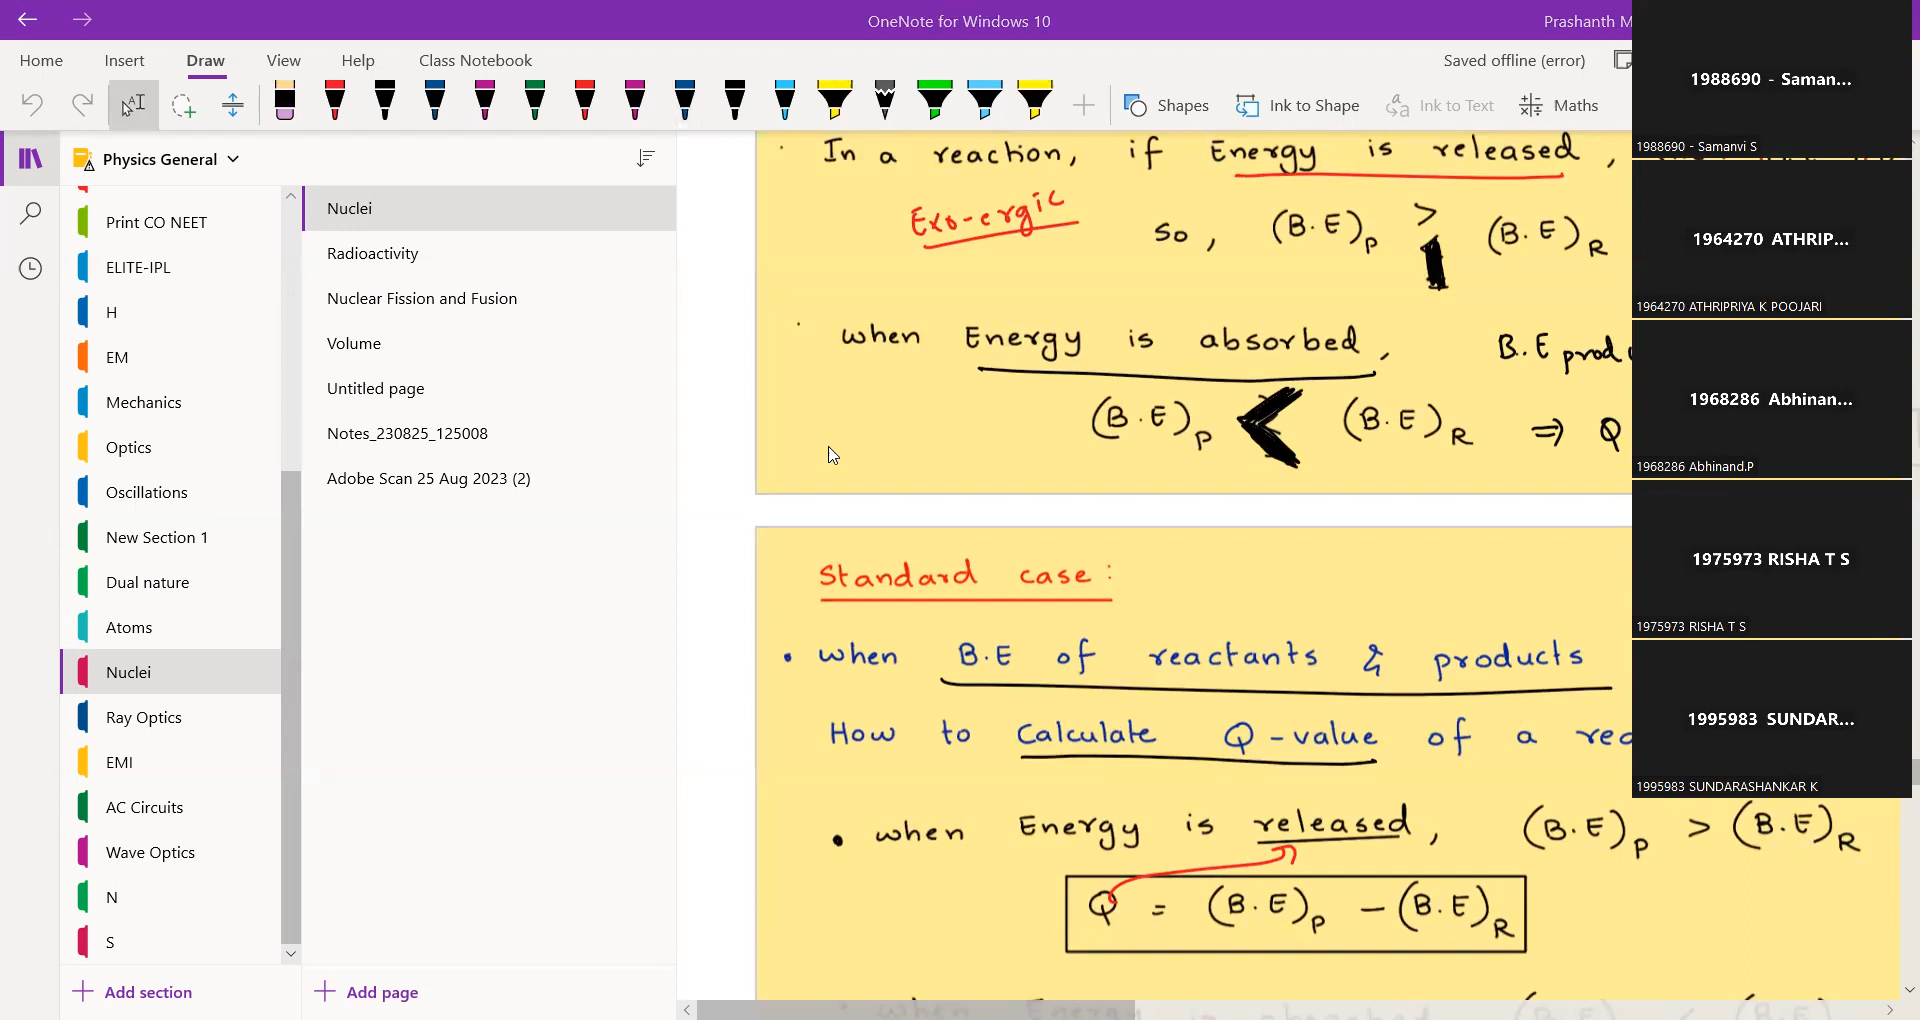 OneNote for Windows 10
Prashanth M
Home Insert Draw View Help Class Notebook
Saved offline (error)
Shapes Ink to Shape Ink to Text Maths
Physics General
Print CO NEET
ELITE-IPL
H
EM
Mechanics
Optics
Oscillations
New Section 1
Dual nature
Atoms
Nuclei
Ray Optics
EMI
AC Circuits
Wave Optics
N
S
Add section
Nuclei
Radioactivity
Nuclear Fission and Fusion
Volume
Untitled page
Notes_230825_125008
Adobe Scan 25 Aug 2023 (2)
Add page
In a reaction, if Energy is released,
Exo-ergic
so, (B.E)P > (B.E)R
when Energy is absorbed, B.E prod
(B.E)P < (B.E)R ⇒ Q
Standard case:
• when B.E of reactants & products
How to calculate Q-value of a rea
• when Energy is released, (B.E)P > (B.E)R
Q = (B.E)P - (B.E)R
1988690 - Saman...
1988690 - Samanvi S
1964270 ATHRIP...
1964270 ATHRIPRIYA K POOJARI
1968286 Abhinan...
1968286 Abhinand.P
1975973 RISHA T S
1975973 RISHA T S
1995983 SUNDAR...
1995983 SUNDARASHANKAR K